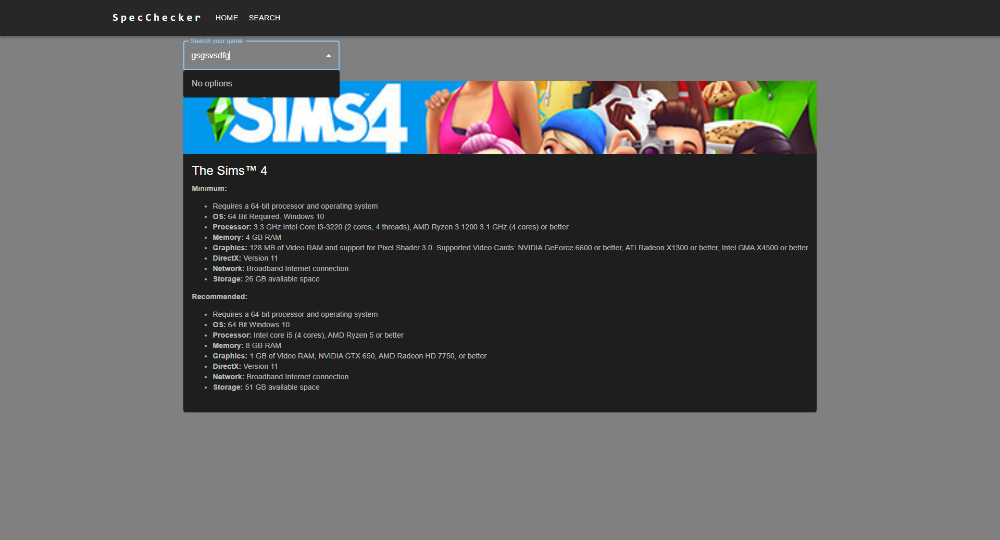 SpecChecker HOME SEARCH
Search your game
gsgsvsdfg
No options
SIMS4
The Sims™ 4
Minimum:
Requires a 64-bit processor and operating system
OS: 64 Bit Required. Windows 10
Processor: 3.3 GHz Intel Core i3-3220 (2 cores, 4 threads), AMD Ryzen 3 1200 3.1 GHz (4 cores) or better
Memory: 4 GB RAM
Graphics: 128 MB of Video RAM and support for Pixel Shader 3.0. Supported Video Cards: NVIDIA GeForce 6600 or better, ATI Radeon X1300 or better, Intel GMA X4500 or better
DirectX: Version 11
Network: Broadband Internet connection
Storage: 26 GB available space
Recommended:
Requires a 64-bit processor and operating system
OS: 64 Bit Windows 10
Processor: Intel core i5 (4 cores), AMD Ryzen 5 or better
Memory: 8 GB RAM
Graphics: 1 GB of Video RAM, NVIDIA GTX 650, AMD Radeon HD 7750, or better
DirectX: Version 11
Network: Broadband Internet connection
Storage: 51 GB available space